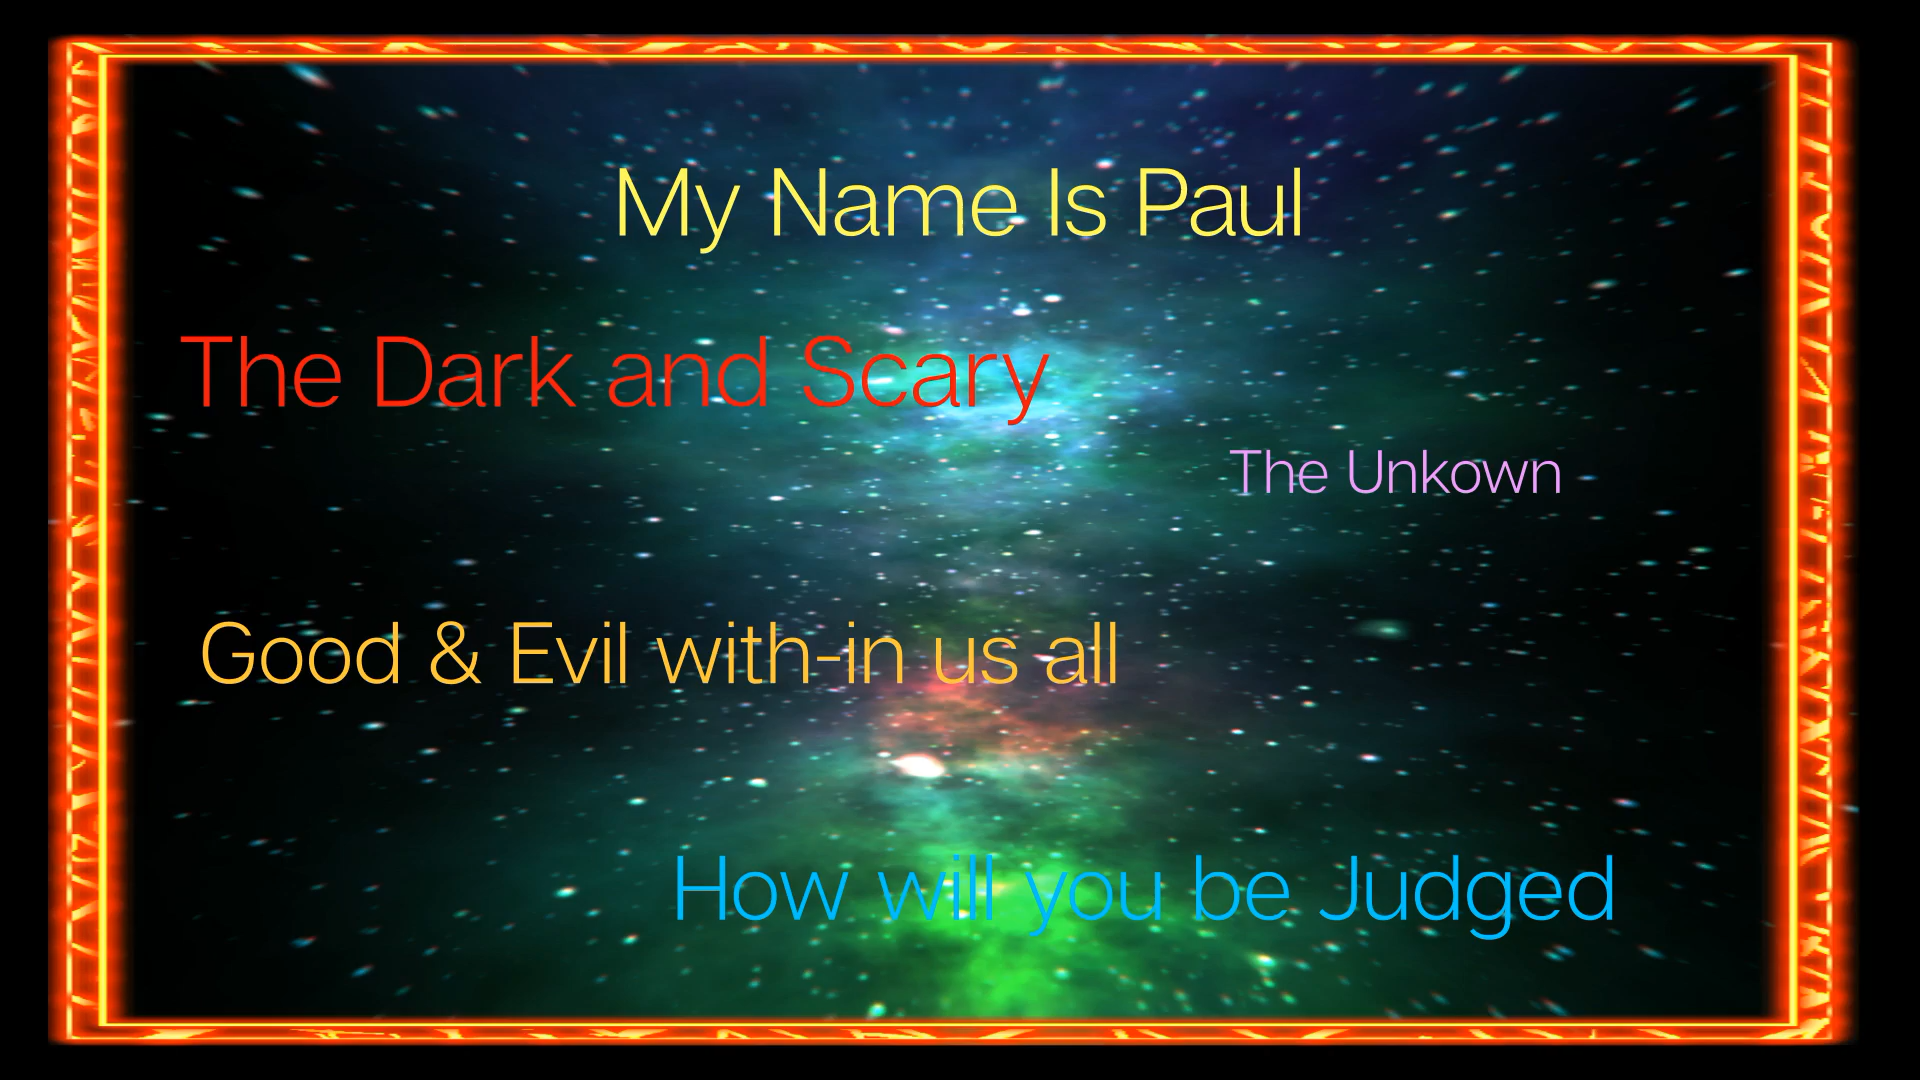 My Name Is Paul
The Dark and Scary
The Unkown
Good & Evil with-in us all
How will you be Judged